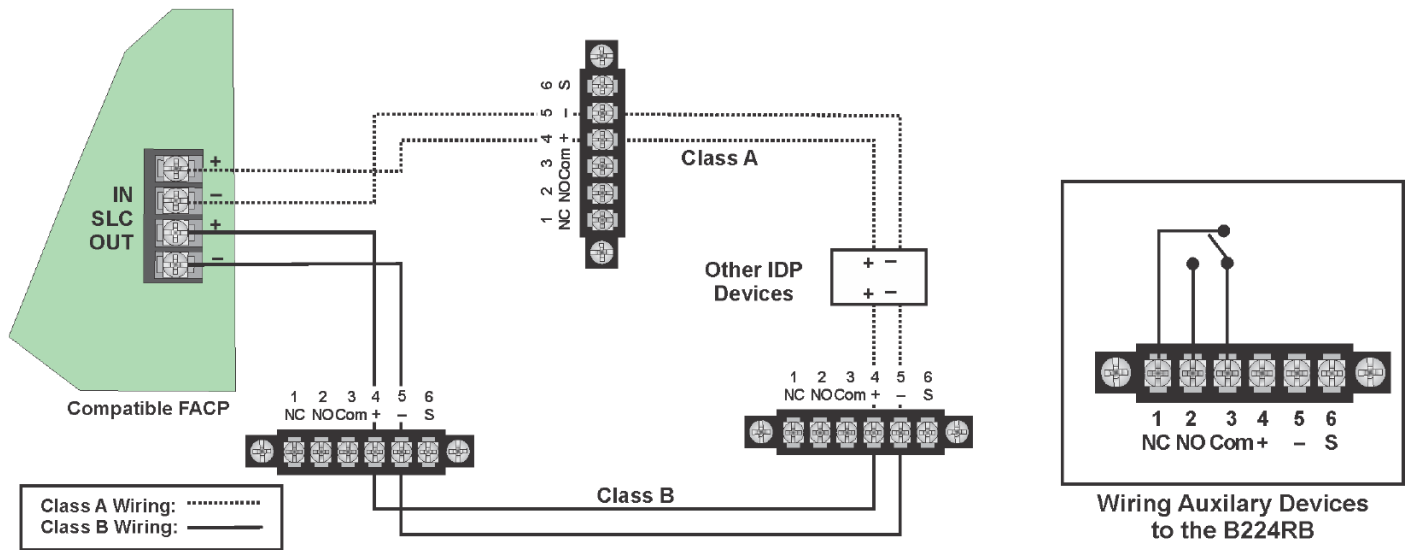 IN
SLC
OUT
+
–
+
–
Compatible FACP
6 S
5 –
4 +
3 Com
2 NO
1 NC
Class A
Other IDP
Devices
+ –
+ –
1 2 3 4 5 6
NC NO Com + – S
1 2 3 4 5 6
NC NO Com + – S
Class B
Class A Wiring:
Class B Wiring:
1 2 3 4 5 6
NC NO Com + – S
Wiring Auxilary Devices
to the B224RB